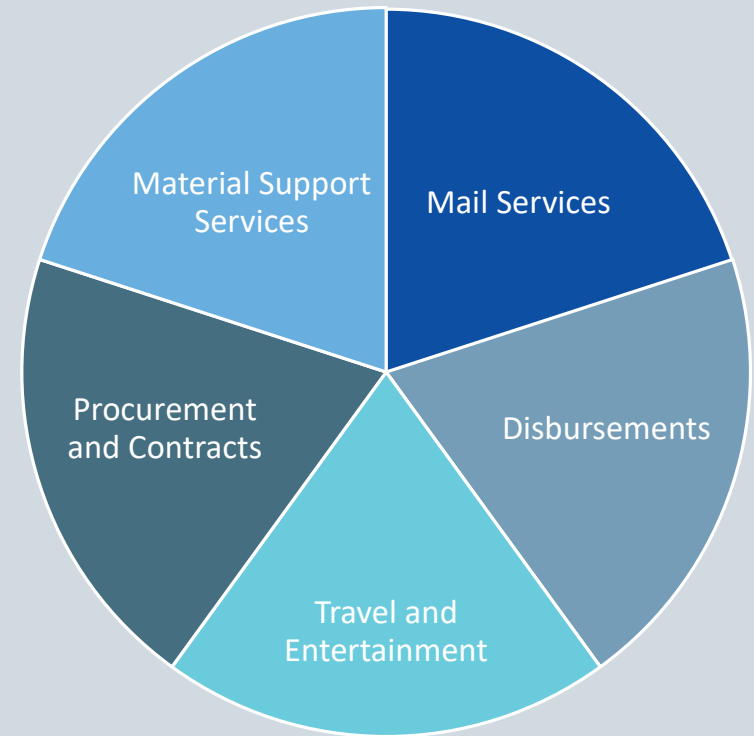 Material Support
Services
Mail Services
Procurement
and Contracts
Disbursements
Travel and
Entertainment